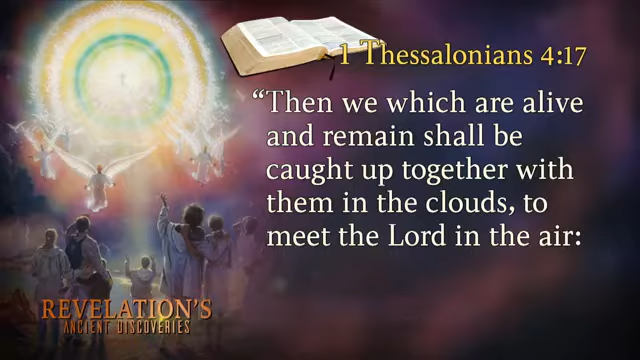 1 Thessalonians 4:17
“Then we which are alive
and remain shall be
caught up together with
them in the clouds, to
meet the Lord in the air:
REVELATION'S
ANCIENT DISCOVERIES